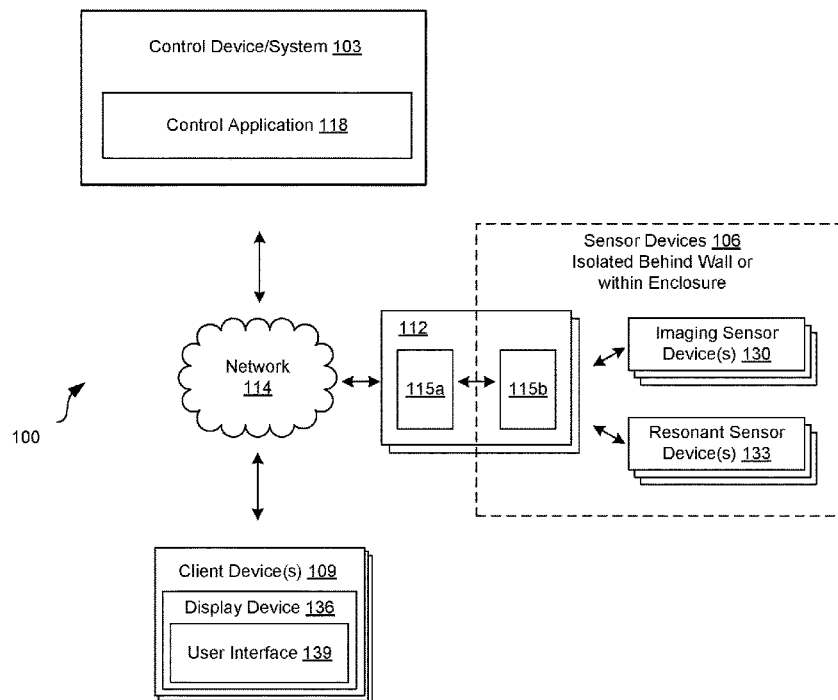 Control Device/System 103
Control Application 118
Sensor Devices 106
Isolated Behind Wall or
within Enclosure
112
Imaging Sensor
Device(s) 130
Network
114
115a
115b
100
Resonant Sensor
Device(s) 133
Client Device(s) 109
Display Device 136
User Interface 139